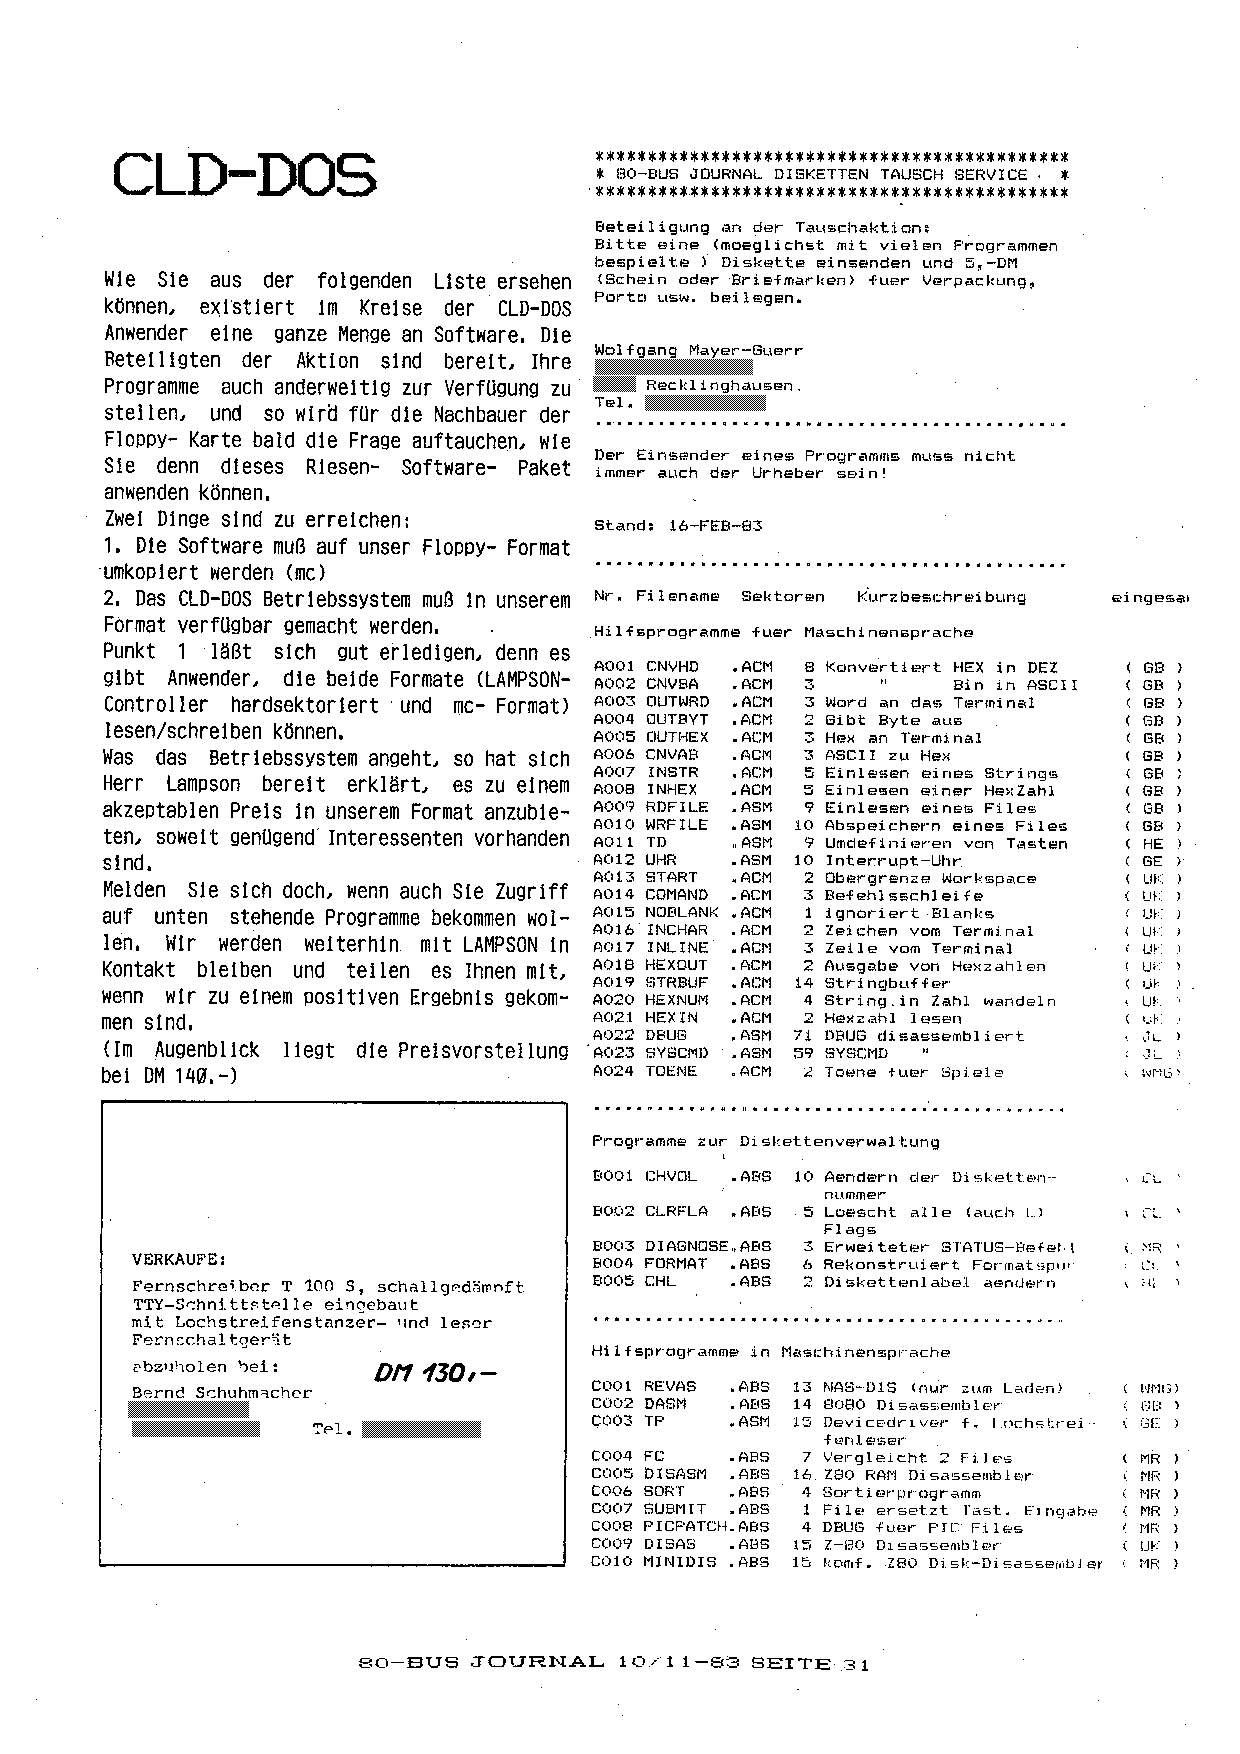 CLD-DOS
Wie Sie aus der folgenden Liste ersehen
können, existiert im Kreise der CLD-DOS
Anwender eine ganze Menge an Software. Die
Beteiligten der Aktion sind bereit, Ihre
Programme auch anderweitig zur Verfügung zu
stellen, und so wird für die Nachbauer der
Floppy- Karte bald die Frage auftauchen, wie
Sie denn dieses Riesen- Software- Paket
anwenden können.
Zwei Dinge sind zu erreichen:
1. Die Software muß auf unser Floppy- Format
umkopiert werden (mc)
2. Das CLD-DOS Betriebssystem muß in unserem
Format verfügbar gemacht werden.
Punkt 1 läßt sich gut erledigen, denn es
gibt Anwender, die beide Formate (LAMPSON-
Controller hardsektoriert und mc- Format)
lesen/schreiben können.
Was das Betriebssystem angeht, so hat sich
Herr Lampson bereit erklärt, es zu einem
akzeptablen Preis in unserem Format anzubie-
ten, soweit genügend Interessenten vorhanden
sind.
Melden Sie sich doch, wenn auch Sie Zugriff
auf unten stehende Programme bekommen wol-
len. Wir werden weiterhin mit LAMPSON in
Kontakt bleiben und teilen es Ihnen mit,
wenn wir zu einem positiven Ergebnis gekom-
men sind.
(Im Augenblick liegt die Preisvorstellung
bei DM 140.-)
VERKAUFE:
Fernschreiber T 100 S, schallgedämpft
TTY-Schnittstelle eingebaut
mit Lochstreifenstanzer- und leser
Fernschaltgerät
abzuholen bei: DM 130,-
Bernd Schuhmacher
Tel.
*********************************************
* 80-BUS JOURNAL DISKETTEN TAUSCH SERVICE *
*********************************************
Beteiligung an der Tauschaktion:
Bitte eine (moeglichst mit vielen Programmen
bespielte ) Diskette einsenden und 5,-DM
(Schein oder Briefmarken) fuer Verpackung,
Porto usw. beilegen.
Wolfgang Mayer-Guerr
Recklinghausen.
Tel.
.............................................
Der Einsender eines Programms muss nicht
immer auch der Urheber sein!
Stand: 16-FEB-83
.............................................
Nr. Filename Sektoren Kurzbeschreibung eingesa
Hilfsprogramme fuer Maschinensprache
A001 CNVHD .ACM 8 Konvertiert HEX in DEZ ( GB )
A002 CNVBA .ACM 3 " Bin in ASCII ( GB )
A003 OUTWRD .ACM 3 Word an das Terminal ( GB )
A004 OUTBYT .ACM 2 Gibt Byte aus ( GB )
A005 OUTHEX .ACM 3 Hex an Terminal ( GB )
A006 CNVAB .ACM 3 ASCII zu Hex ( GB )
A007 INSTR .ACM 5 Einlesen eines Strings ( GB )
A008 INHEX .ACM 5 Einlesen einer HexZahl ( GB )
A009 RDFILE .ASM 9 Einlesen eines Files ( GB )
A010 WRFILE .ASM 10 Abspeichern eines Files ( GB )
A011 TD .ASM 9 Umdefinieren von Tasten ( HE )
A012 UHR .ASM 10 Interrupt-Uhr ( GE )
A013 START .ACM 2 Obergrenze Workspace ( UK )
A014 COMAND .ACM 3 Befehlsschleife ( UK )
A015 NOBLANK .ACM 1 ignoriert Blanks ( UK )
A016 INCHAR .ACM 2 Zeichen vom Terminal ( UK )
A017 INLINE .ACM 3 Zeile vom Terminal ( UK )
A018 HEXOUT .ACM 2 Ausgabe von Hexzahlen ( UK )
A019 STRBUF .ACM 14 Stringbuffer ( UK )
A020 HEXNUM .ACM 4 String in Zahl wandeln ( UK
A021 HEXIN .ACM 2 Hexzahl lesen ( UK
A022 DBUG .ASM 71 DBUG disassembliert ( JL )
A023 SYSCMD .ASM 59 SYSCMD " ( JL )
A024 TOENE .ACM 2 Toene fuer Spiele ( WMG)
.............................................
Programme zur Diskettenverwaltung
B001 CHVOL .ABS 10 Aendern der Disketten- ( CL
nummer
B002 CLRFLA .ABS 5 Loescht alle (auch L) ( CL
Flags
B003 DIAGNOSE.ABS 3 Erweiteter STATUS-Befehl ( MR
B004 FORMAT .ABS 6 Rekonstruiert Formatspur
B005 CHL .ABS 2 Diskettenlabel aendern
.............................................
Hilfsprogramme in Maschinensprache
C001 REVAS .ABS 13 NAS-DIS (nur zum Laden) ( WMG)
C002 DASM .ABS 14 8080 Disassembler ( GB )
C003 TP .ASM 15 Devicedriver f. Lochstrei- ( GE )
fenleser
C004 FC .ABS 7 Vergleicht 2 Files ( MR )
C005 DISASM .ABS 16 Z80 RAM Disassembler ( MR )
C006 SORT .ABS 4 Sortierprogramm ( MR )
C007 SUBMIT .ABS 1 File ersetzt Tast. Eingabe ( MR )
C008 PICPATCH.ABS 4 DBUG fuer PIC Files ( MR )
C009 DISAS .ABS 15 Z-80 Disassembler ( UK )
C010 MINIDIS .ABS 15 komf. Z80 Disk-Disassembler ( MR )
80-BUS JOURNAL 10/11-83 SEITE 31